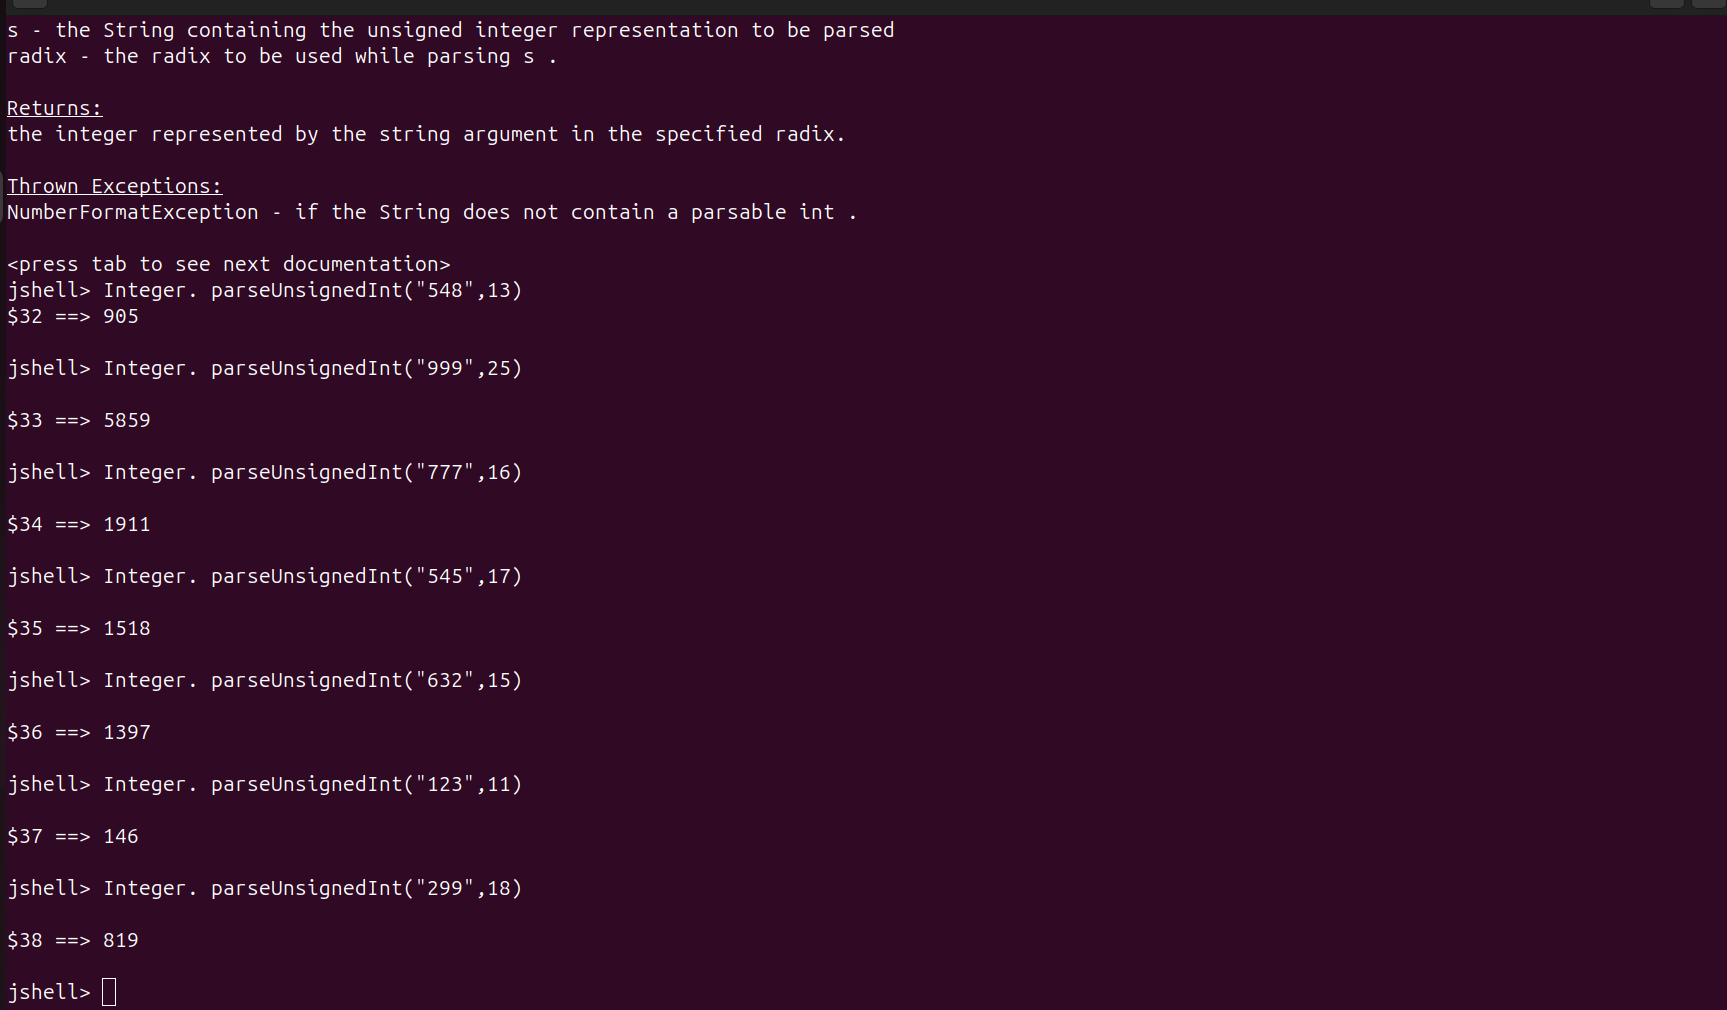 s - the String containing the unsigned integer representation to be parsed
radix - the radix to be used while parsing s .
Returns:
the integer represented by the string argument in the specified radix.
Thrown Exceptions:
NumberFormatException - if the String does not contain a parsable int .
<press tab to see next documentation>
jshell> Integer. parseUnsignedInt("548",13)
$32 ==> 905
jshell> Integer. parseUnsignedInt("999",25)
$33 ==> 5859
jshell> Integer. parseUnsignedInt("777",16)
$34 ==> 1911
jshell> Integer. parseUnsignedInt("545",17)
$35 ==> 1518
jshell> Integer. parseUnsignedInt("632",15)
$36 ==> 1397
jshell> Integer. parseUnsignedInt("123",11)
$37 ==> 146
jshell> Integer. parseUnsignedInt("299",18)
$38 ==> 819
jshell>